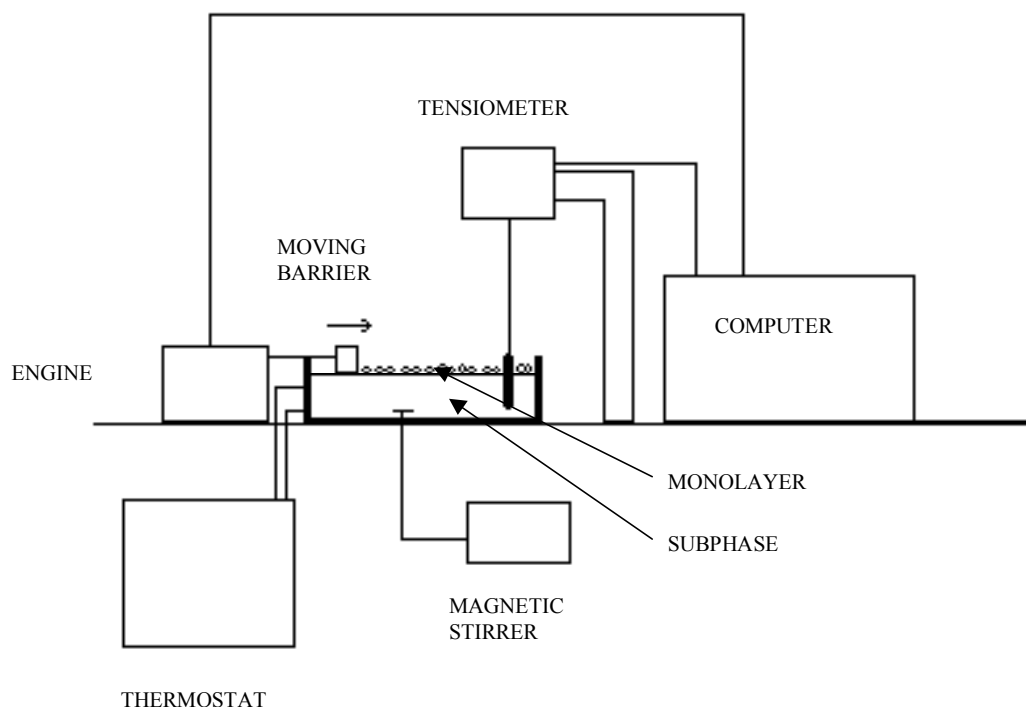 TENSIOMETER
MOVING
BARRIER
COMPUTER
ENGINE
MONOLAYER
SUBPHASE
MAGNETIC
STIRRER
THERMOSTAT